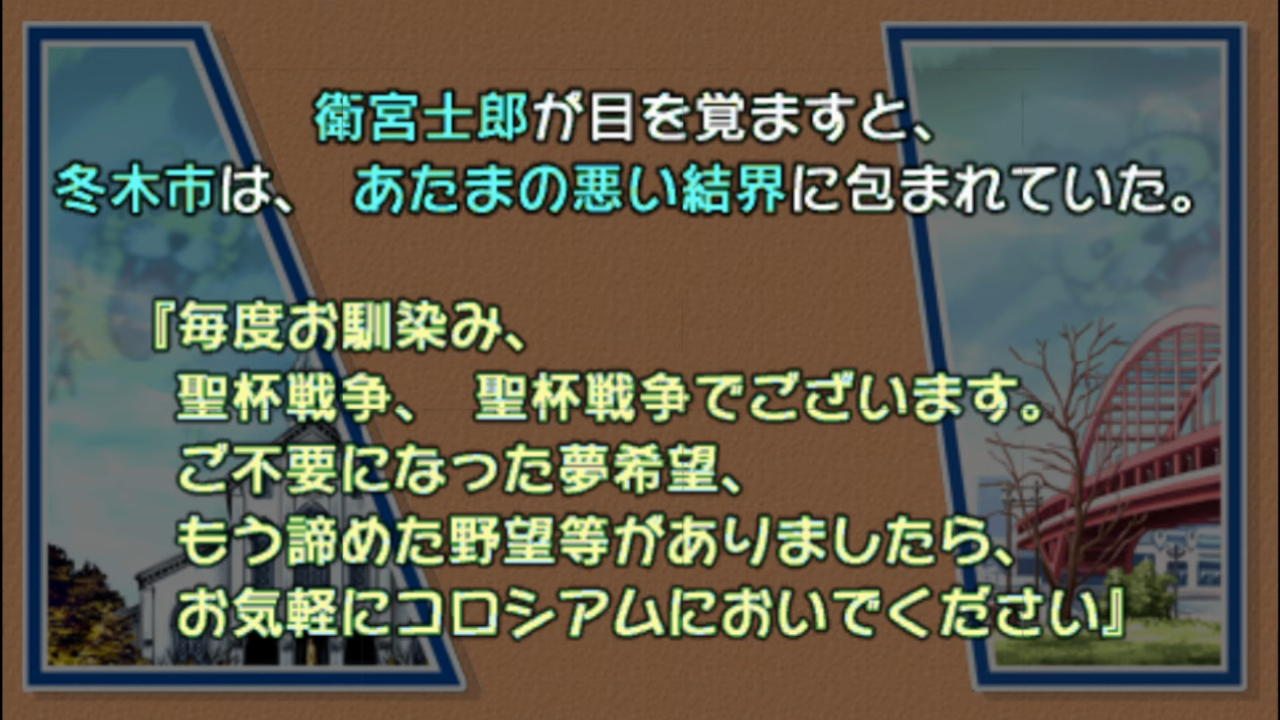 衛宮士郎が目を覚ますと、
冬木市は、　あたまの悪い結界に包まれていた。
『毎度お馴染み、
聖杯戦争、　聖杯戦争でございます。
ご不要になった夢希望、
もう諦めた野望等がありましたら、
お気軽にコロシアムにおいでください』